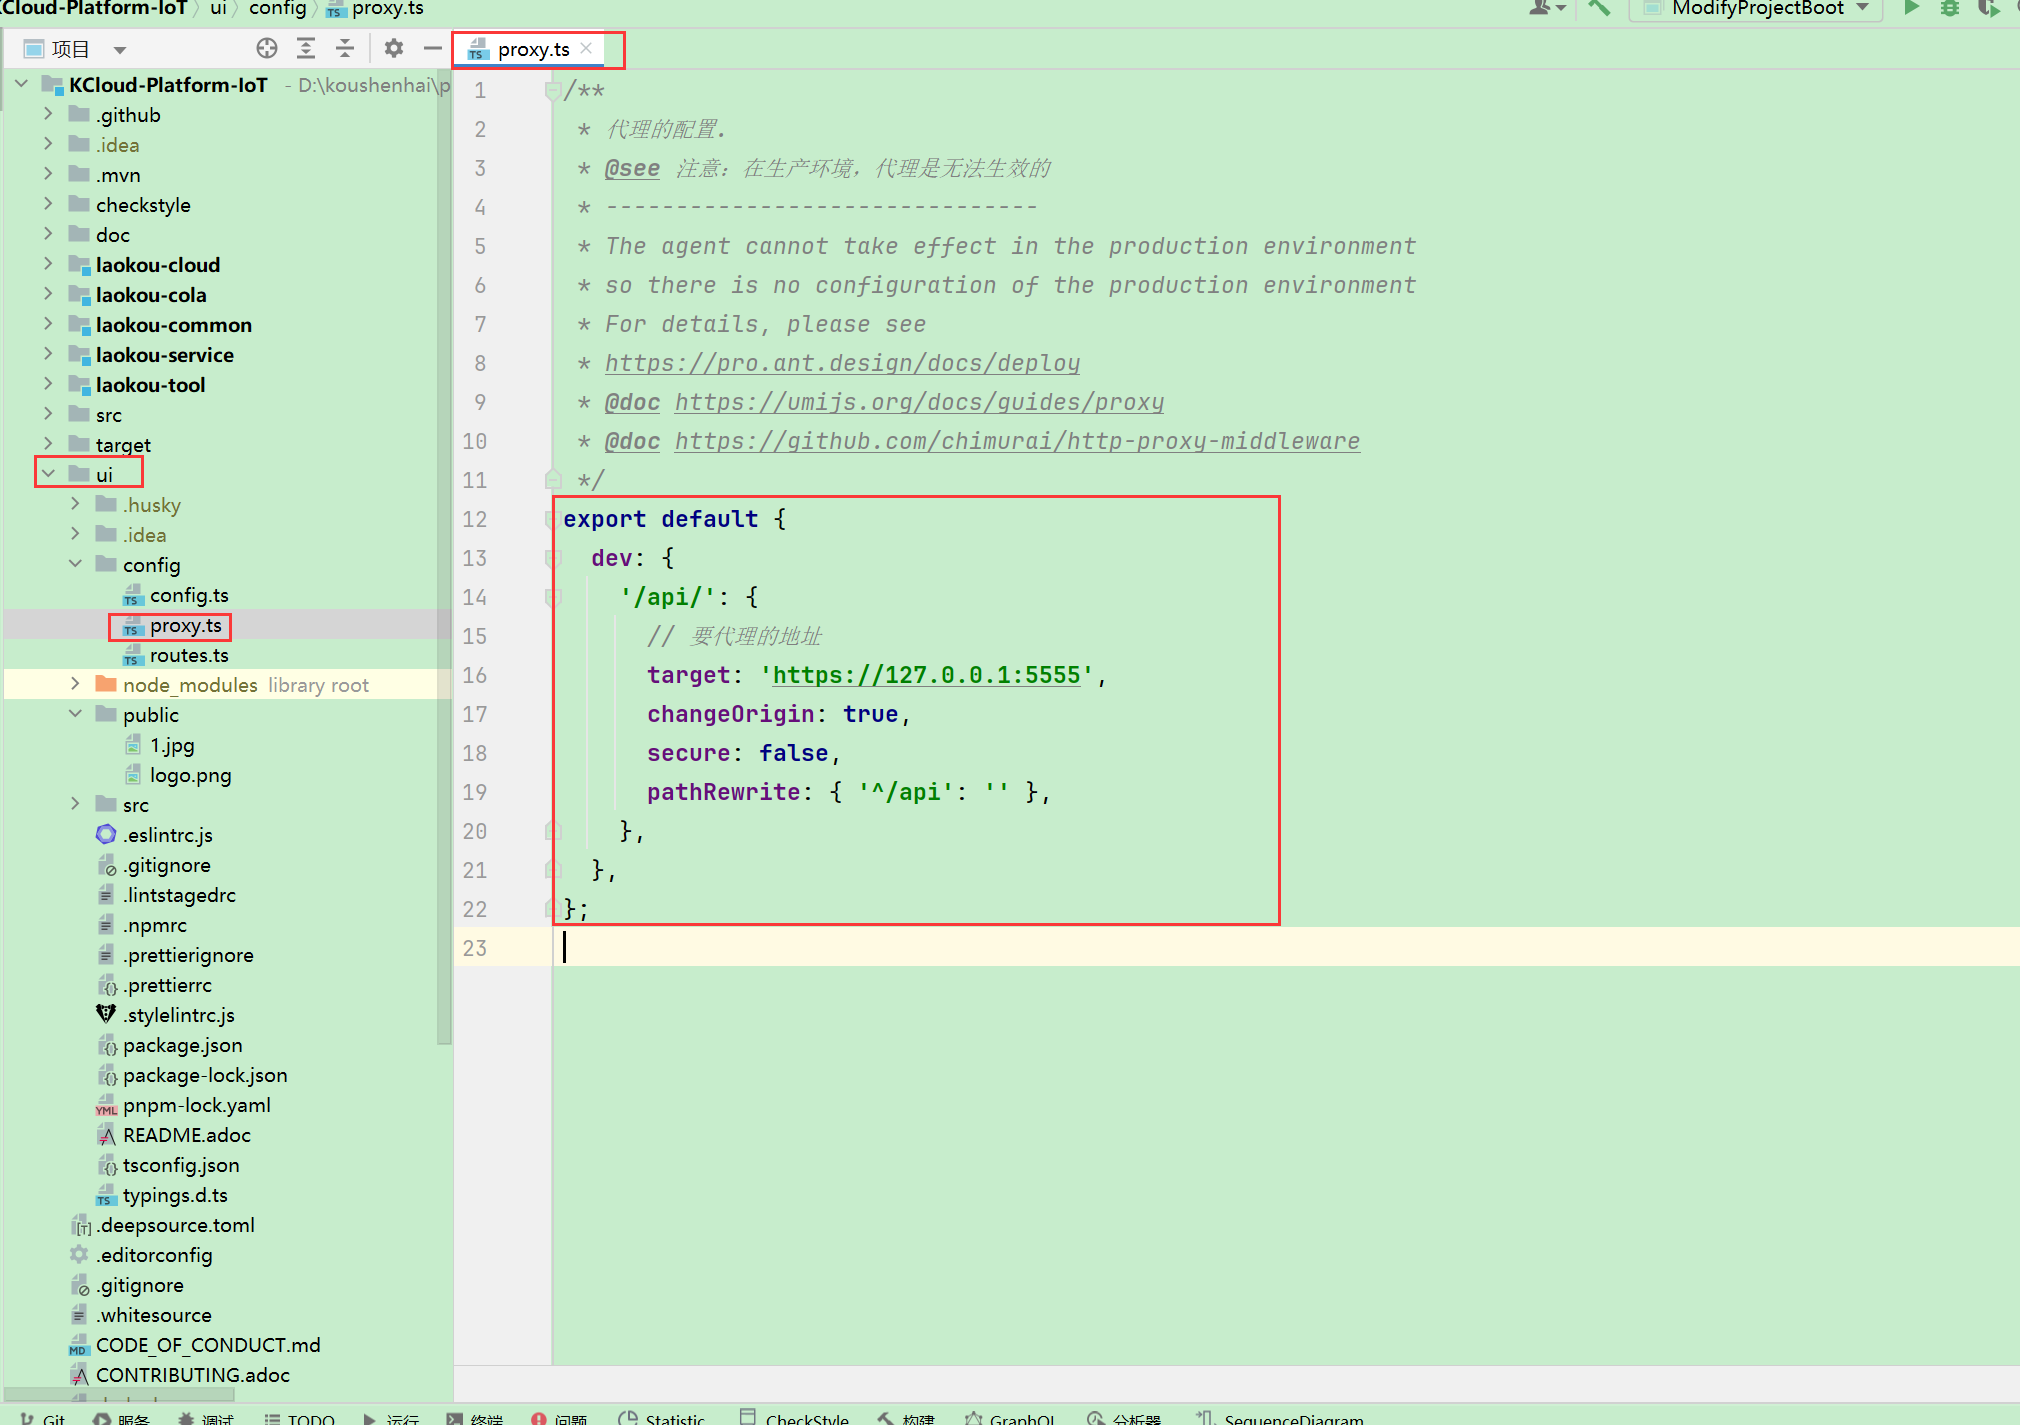 KCloud-Platform-IoT ui config proxy.ts
ModifyProjectBoot
项目
proxy.ts
KCloud-Platform-IoT - D:\koushenhai\p
.github
.idea
.mvn
checkstyle
doc
laokou-cloud
laokou-cola
laokou-common
laokou-service
laokou-tool
src
target
ui
.husky
.idea
config
config.ts
proxy.ts
routes.ts
node_modules library root
public
1.jpg
logo.png
src
.eslintrc.js
.gitignore
.lintstagedrc
.npmrc
.prettierignore
.prettierrc
.stylelintrc.js
package.json
package-lock.json
pnpm-lock.yaml
README.adoc
tsconfig.json
typings.d.ts
.deepsource.toml
.editorconfig
.gitignore
.whitesource
CODE_OF_CONDUCT.md
CONTRIBUTING.adoc
1 /**
2 * 代理的配置.
3 * @see 注意：在生产环境，代理是无法生效的
4 * -------------------------------
5 * The agent cannot take effect in the production environment
6 * so there is no configuration of the production environment
7 * For details, please see
8 * https://pro.ant.design/docs/deploy
9 * @doc https://umijs.org/docs/guides/proxy
10 * @doc https://github.com/chimurai/http-proxy-middleware
11 */
12 export default {
13 dev: {
14 '/api/': {
15 // 要代理的地址
16 target: 'https://127.0.0.1:5555',
17 changeOrigin: true,
18 secure: false,
19 pathRewrite: { '^/api': '' },
20 },
21 },
22 };
23
Git 服务 调试 TODO 运行 终端 问题 Statistic CheckStyle 构建 GraphQL 分析器 SequenceDiagram